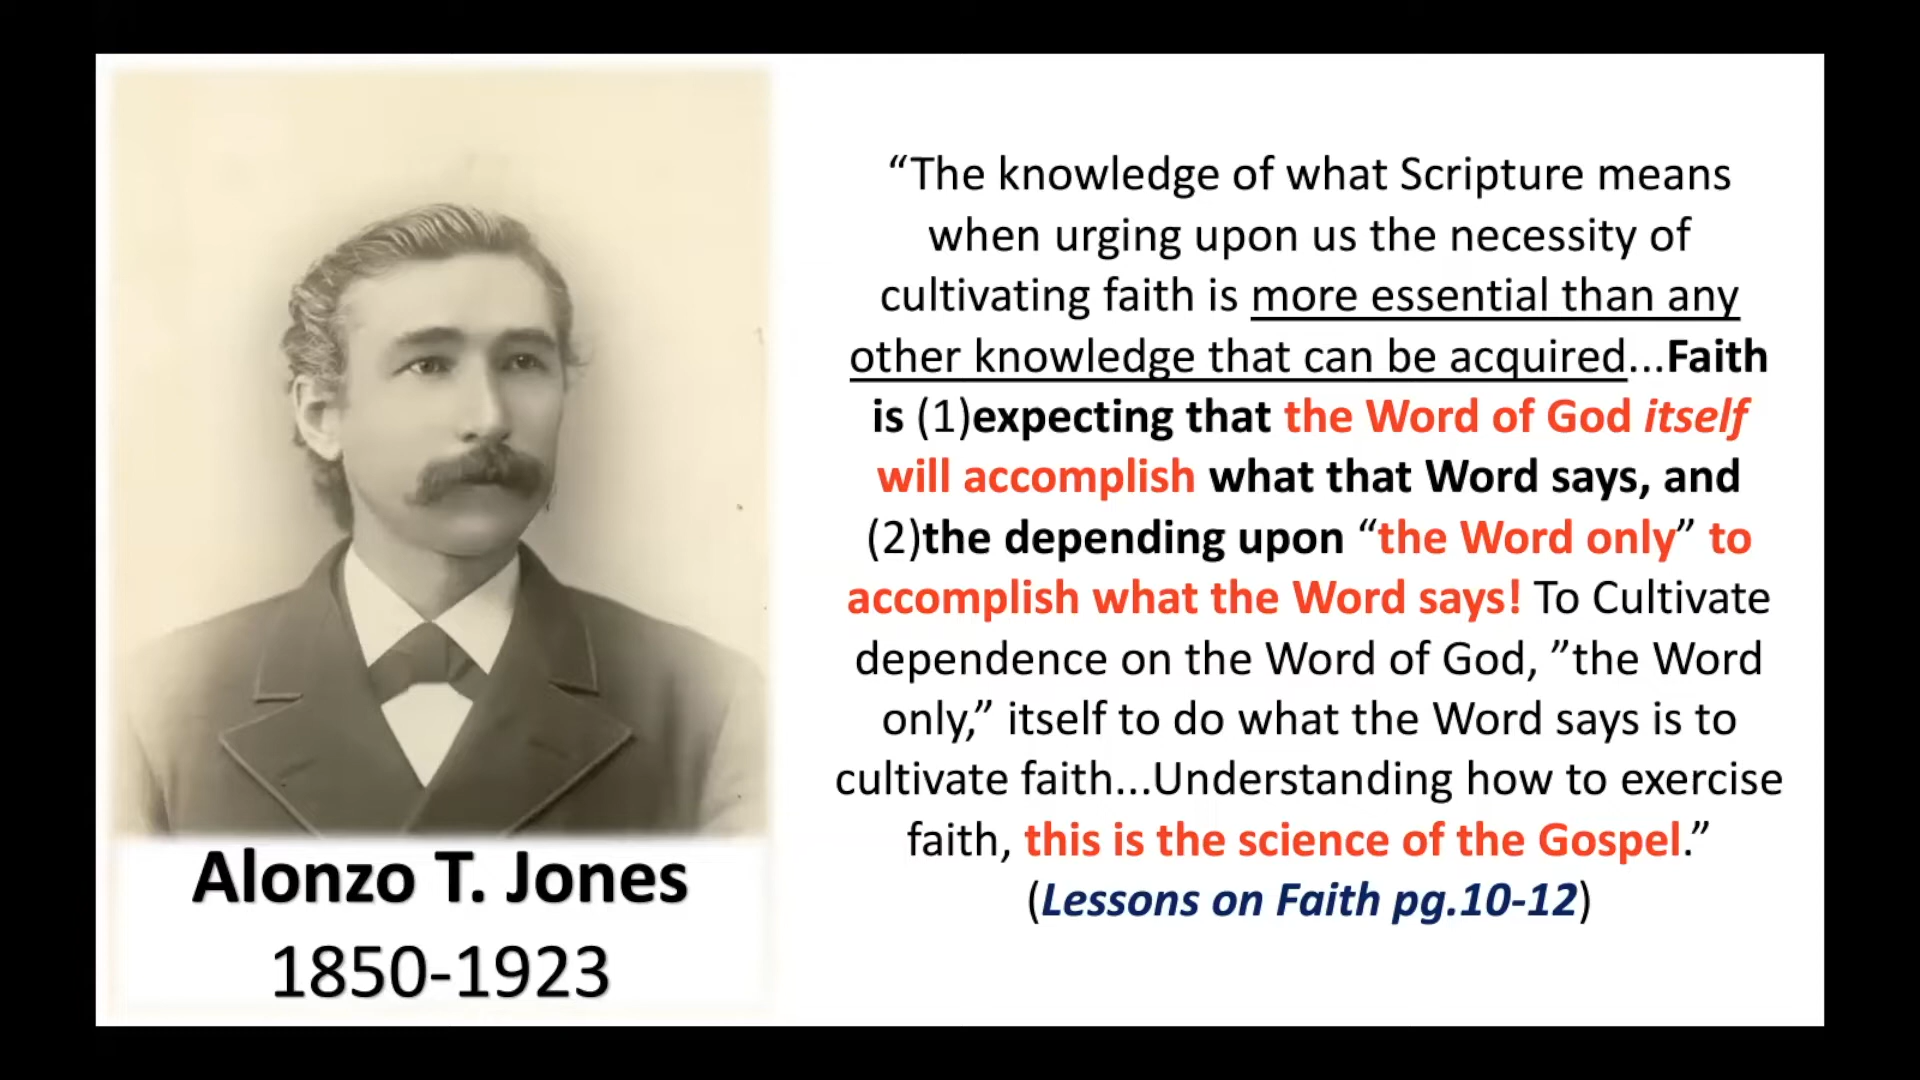 “The knowledge of what Scripture means
when urging upon us the necessity of
cultivating faith is more essential than any
other knowledge that can be acquired...Faith
is (1)expecting that the Word of God itself
will accomplish what that Word says, and
(2)the depending upon “the Word only” to
accomplish what the Word says! To Cultivate
dependence on the Word of God, ”the Word
only,” itself to do what the Word says is to
cultivate faith...Understanding how to exercise
faith, this is the science of the Gospel.”
(Lessons on Faith pg.10-12)
Alonzo T. Jones
1850-1923